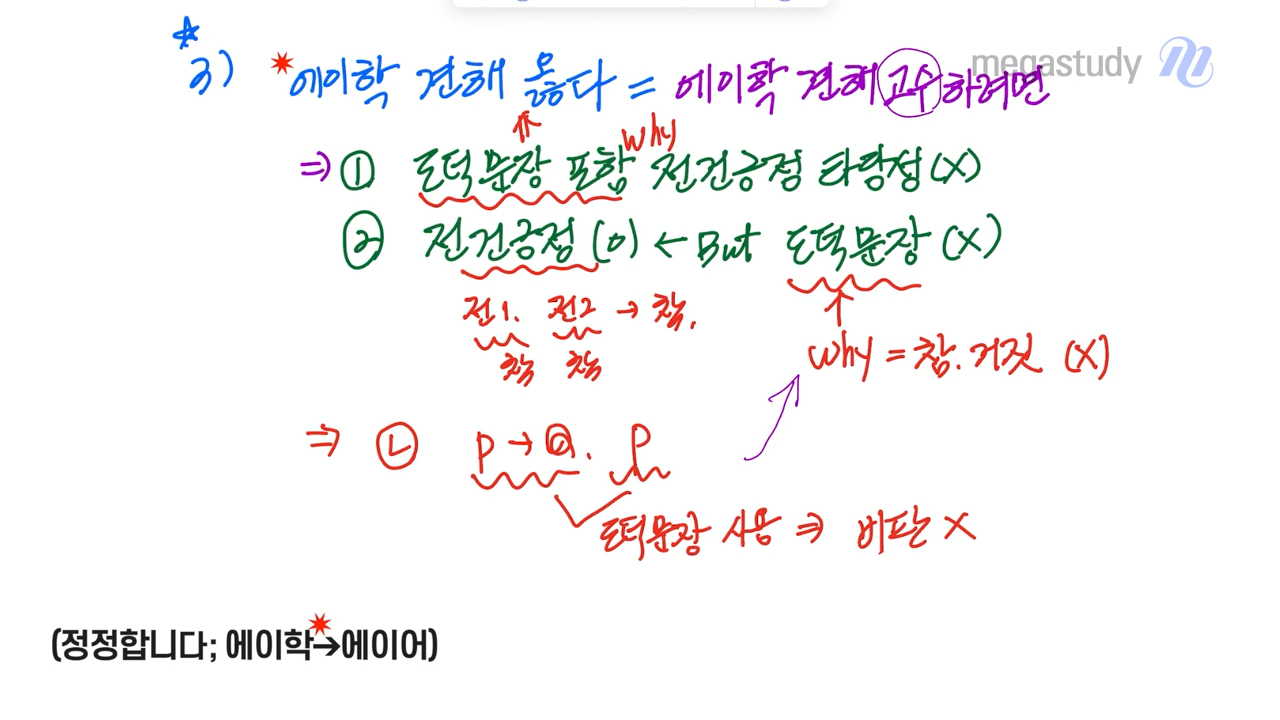 megastudy
3) 에이학 견해 옳다 = 에이학 견해 고수하려면
why
⇒ ① 도덕문장 포함 전건긍정 타당성(X)
② 전건긍정(O) ← But 도덕문장(X)
전1. 전2 → 참.
참 참
why = 참.거짓 (X)
⇒ ㉡ P → Q. P
도덕문장 사용 ⇒ 비판 X
(정정합니다; 에이학→에이어)